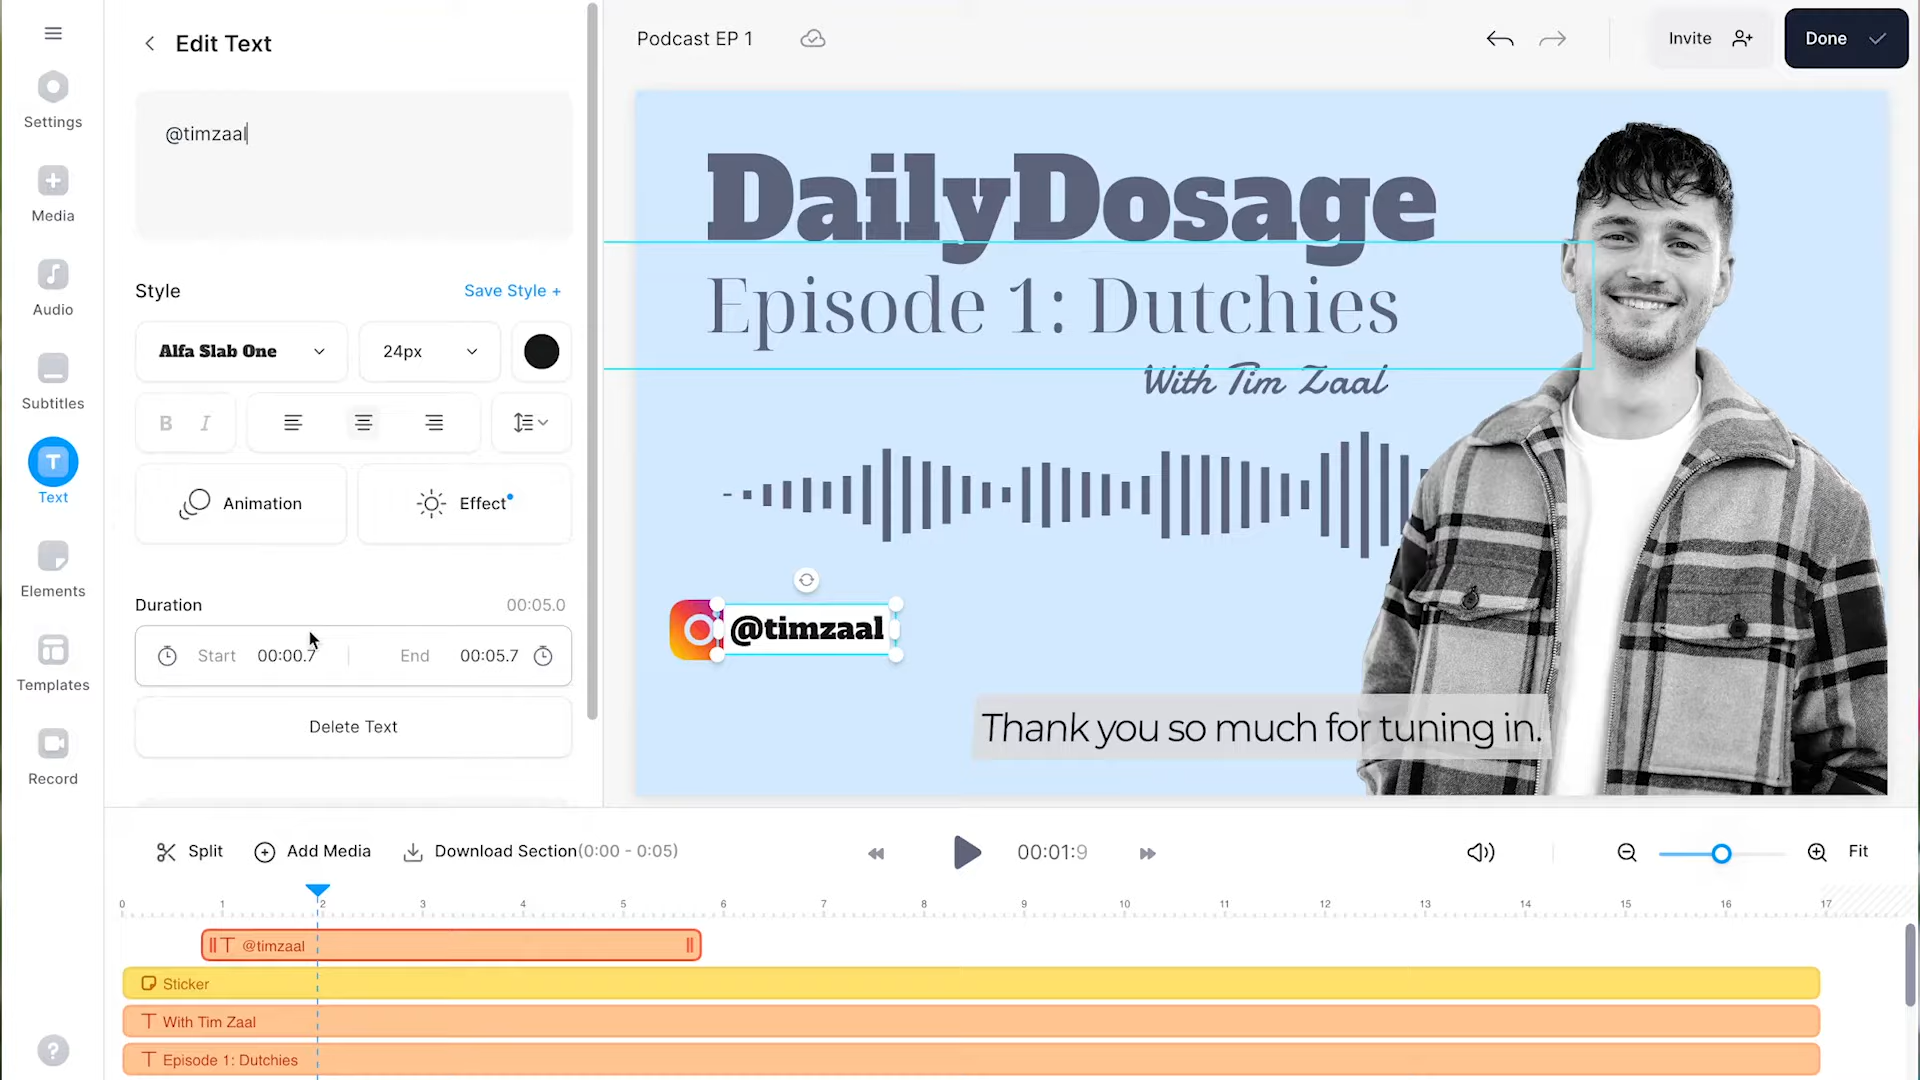 Edit Text
Podcast EP 1
Invite
Done
Settings
Media
Audio
Subtitles
Text
Elements
Templates
Record
@timzaal
Style
Save Style +
Alfa Slab One
24px
B I
Animation
Effect
Duration
00:05.0
Start 00:00.7
End 00:05.7
Delete Text
DailyDosage
Episode 1: Dutchies
With Tim Zaal
@timzaal
Thank you so much for tuning in.
Split
Add Media
Download Section(0:00 - 0:05)
00:01:9
Fit
0 1 2 3 4 5 6 7 8 9 10 11 12 13 14 15 16 17
T @timzaal
Sticker
T With Tim Zaal
T Episode 1: Dutchies
?